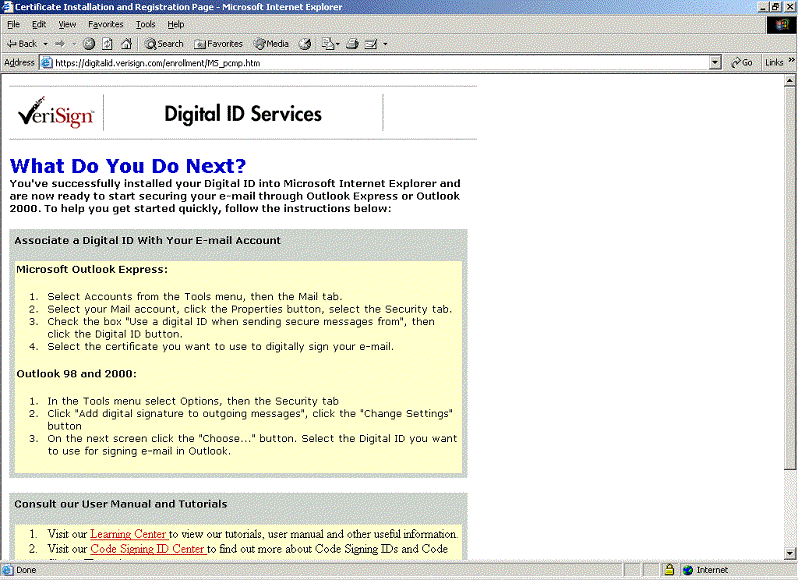 Certificate Installation and Registration Page - Microsoft Internet Explorer
File Edit View Favorites Tools Help
Back Search Favorites Media
Address https://digitalid.verisign.com/enrollment/MS_pcmp.htm Go Links »
VeriSign™ Digital ID Services
What Do You Do Next?
You've successfully installed your Digital ID into Microsoft Internet Explorer and
are now ready to start securing your e-mail through Outlook Express or Outlook
2000. To help you get started quickly, follow the instructions below:
Associate a Digital ID With Your E-mail Account
Microsoft Outlook Express:
1. Select Accounts from the Tools menu, then the Mail tab.
2. Select your Mail account, click the Properties button, select the Security tab.
3. Check the box "Use a digital ID when sending secure messages from", then
click the Digital ID button.
4. Select the certificate you want to use to digitally sign your e-mail.
Outlook 98 and 2000:
1. In the Tools menu select Options, then the Security tab
2. Click "Add digital signature to outgoing messages", click the "Change Settings"
button
3. On the next screen click the "Choose..." button. Select the Digital ID you want
to use for signing e-mail in Outlook.
Consult our User Manual and Tutorials
1. Visit our Learning Center to view our tutorials, user manual and other useful information.
2. Visit our Code Signing ID Center to find out more about Code Signing IDs and Code
Done Internet